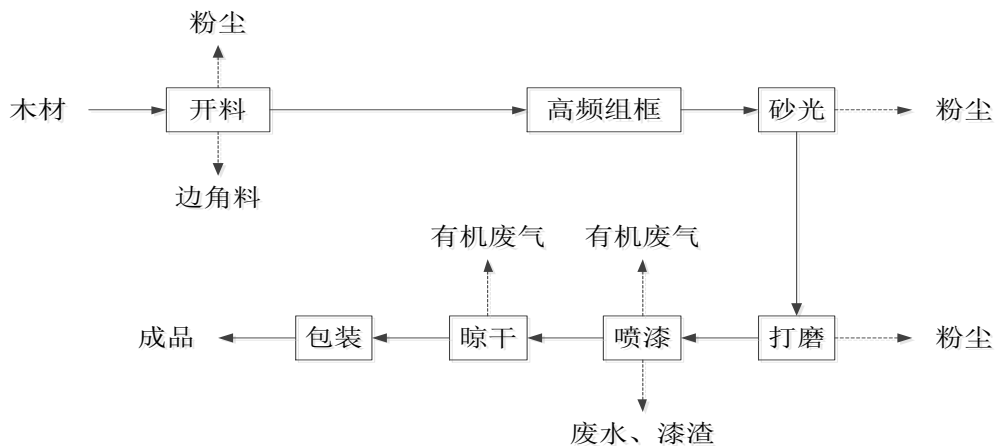 粉尘
木材
开料
高频组框
砂光
粉尘
边角料
有机废气
有机废气
成品
包装
晾干
喷漆
打磨
粉尘
废水、漆渣